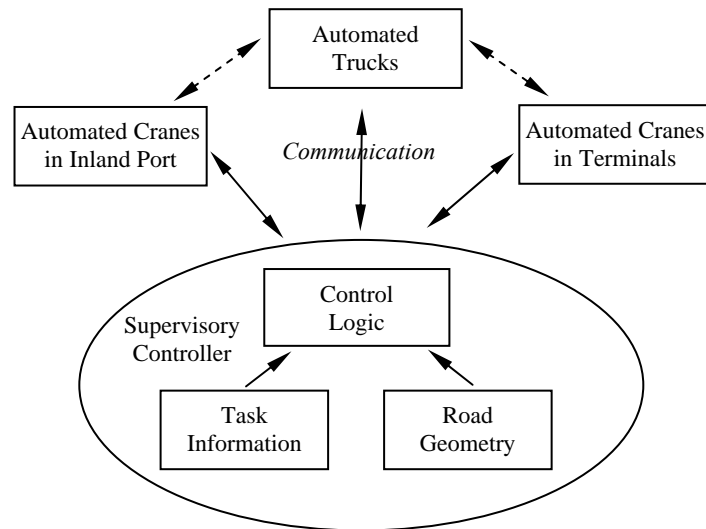 Automated
Trucks
Automated Cranes
in Inland Port
Communication
Automated Cranes
in Terminals
Control
Logic
Supervisory
Controller
Task
Information
Road
Geometry